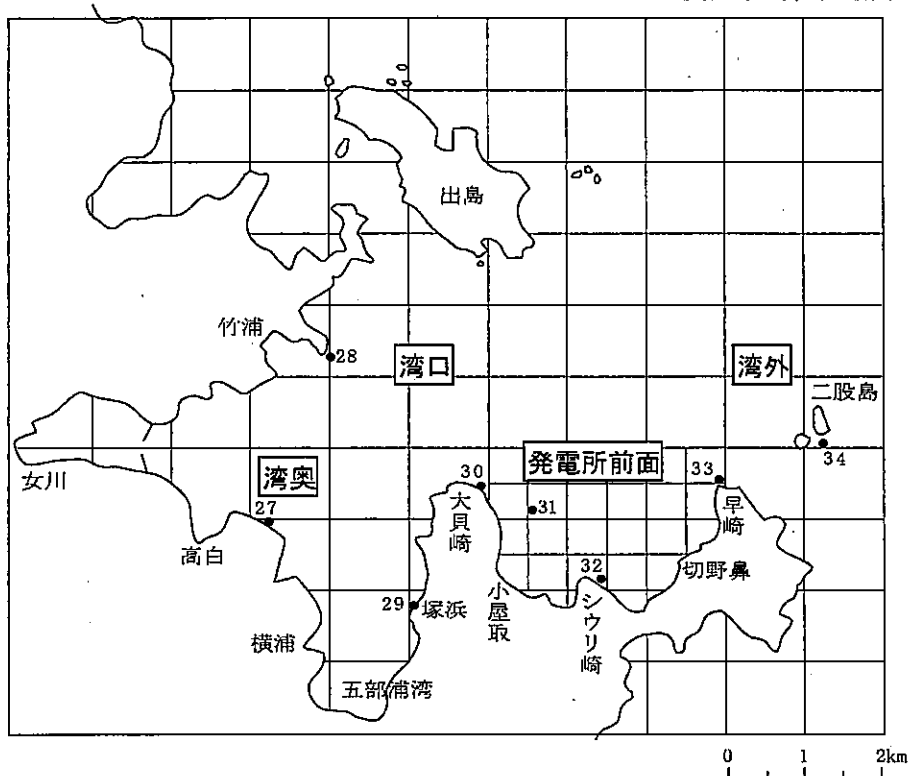 出島
竹浦
28
湾口
湾外
二股島
34
女川
湾奥
27
高白
発電所前面
30
大貝崎
31
33
早崎
32
切野鼻
29
塚浜
小屋取
シウリ崎
横浦
五部浦湾
0 1 2km